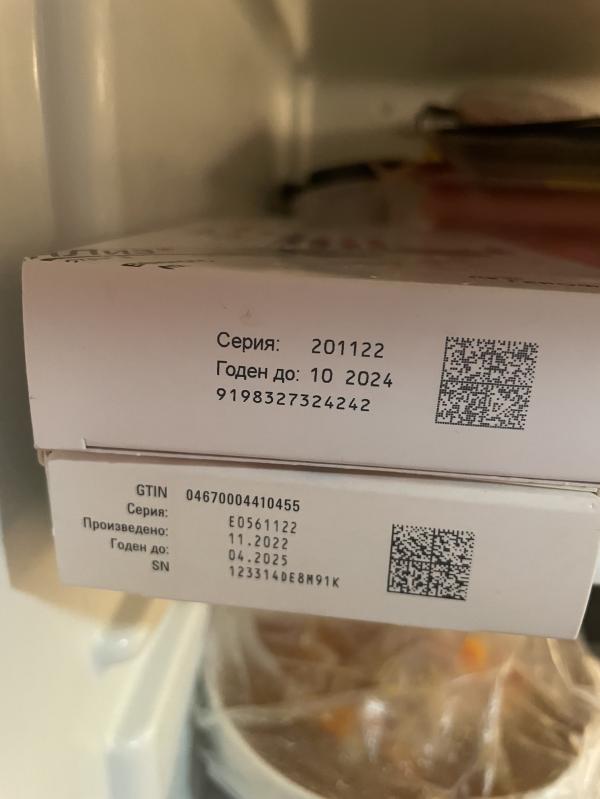 Серия: 201122
Годен до: 10 2024
9198327324242
GTIN 04670004410455
Серия: E0561122
Произведено: 11.2022
Годен до: 04.2025
SN 123314DE8M91K